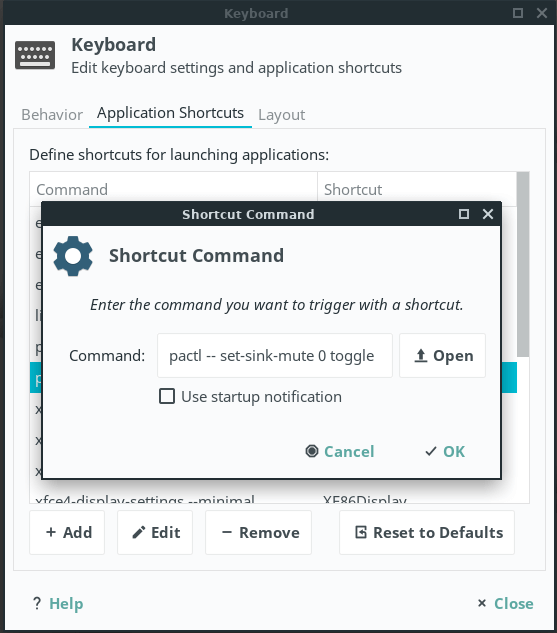 Keyboard
Keyboard
Edit keyboard settings and application shortcuts
Behavior Application Shortcuts Layout
Define shortcuts for launching applications:
Command Shortcut
Shortcut Command
Shortcut Command
Enter the command you want to trigger with a shortcut.
Command: pactl -- set-sink-mute 0 toggle Open
Use startup notification
Cancel OK
xfce4-display-settings --minimal XF86Display
Add Edit Remove Reset to Defaults
? Help Close